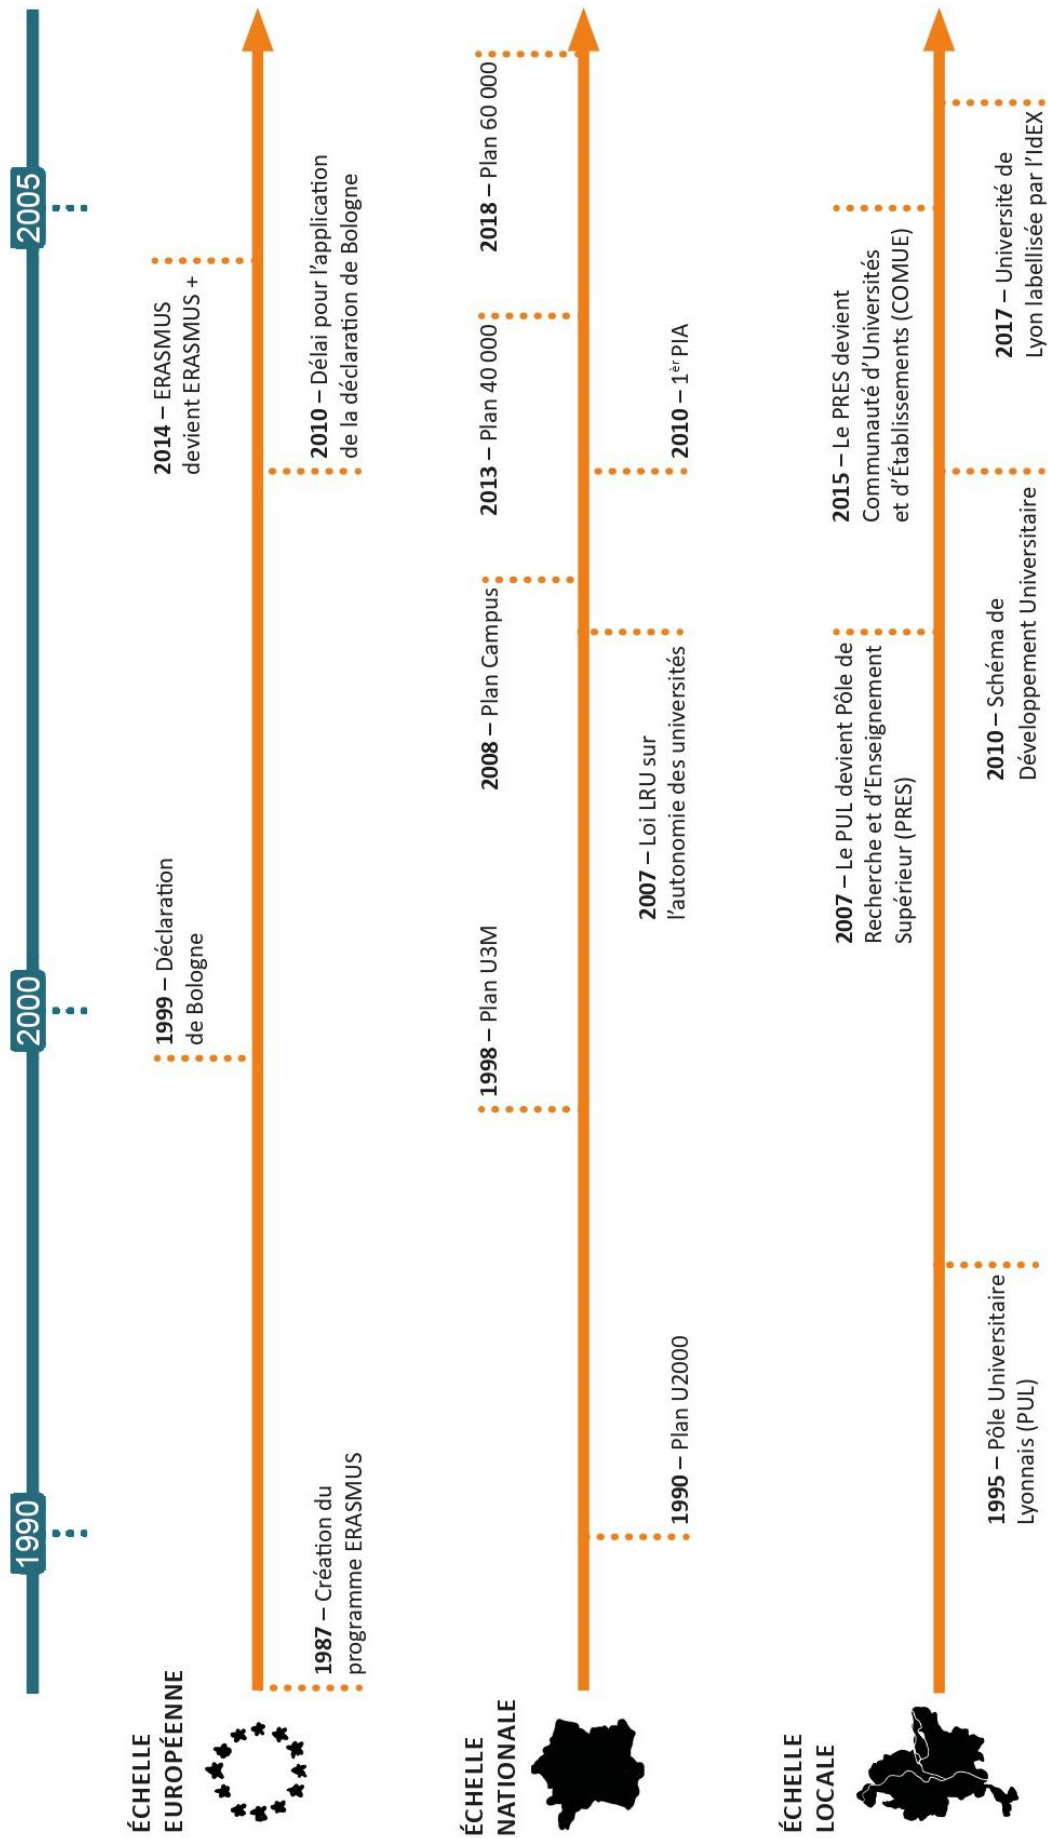 1990
2000
2005
ÉCHELLE
EUROPÉENNE
1987 – Création du
programme ERASMUS
1999 – Déclaration
de Bologne
2010 – Délai pour l'application
de la déclaration de Bologne
2014 – ERASMUS
devient ERASMUS +
ÉCHELLE
NATIONALE
1990 – Plan U2000
1998 – Plan U3M
2007 – Loi LRU sur
l'autonomie des universités
2008 – Plan Campus
2010 – 1èr PIA
2013 – Plan 40 000
2018 – Plan 60 000
ÉCHELLE
LOCALE
1995 – Pôle Universitaire
Lyonnais (PUL)
2007 – Le PUL devient Pôle de
Recherche et d'Enseignement
Supérieur (PRES)
2010 – Schéma de
Développement Universitaire
2015 – Le PRES devient
Communauté d'Universités
et d'Établissements (COMUE)
2017 – Université de
Lyon labellisée par l'IdEX